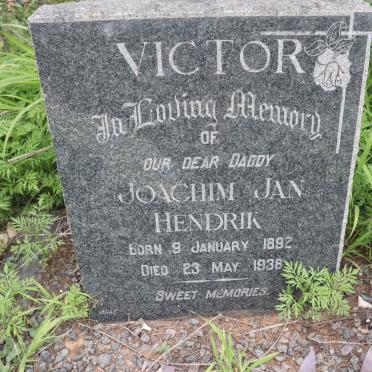 VICTOR
In Loving Memory
OF
OUR DEAR DADDY
JOACHIM JAN
HENDRIK
BORN 9 JANUARY 1892
DIED 23 MAY 1938
SWEET MEMORIES.